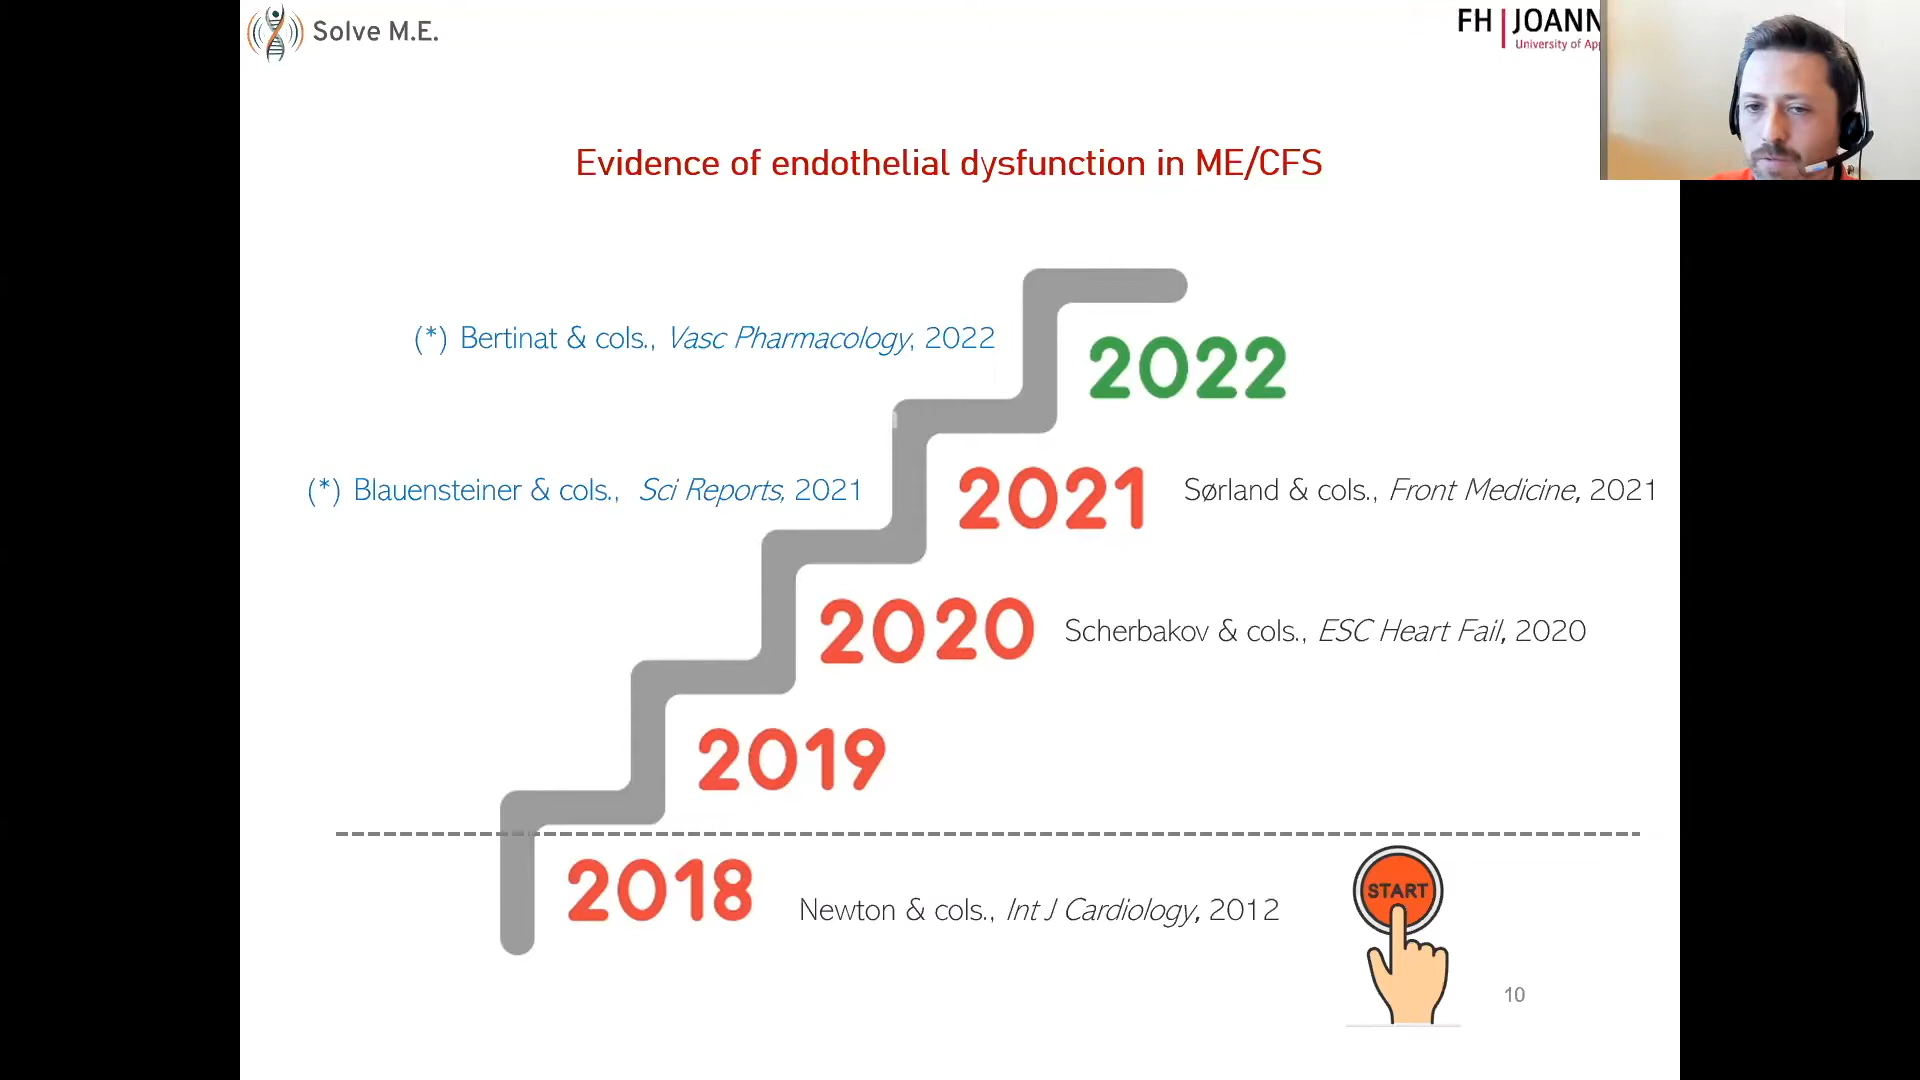 Solve M.E.
FH | JOANN
University of Ap
Evidence of endothelial dysfunction in ME/CFS
(*) Bertinat & cols., Vasc Pharmacology, 2022
2022
(*) Blauensteiner & cols., Sci Reports, 2021
2021
Sørland & cols., Front Medicine, 2021
2020
Scherbakov & cols., ESC Heart Fail, 2020
2019
2018
Newton & cols., Int J Cardiology, 2012
START
10